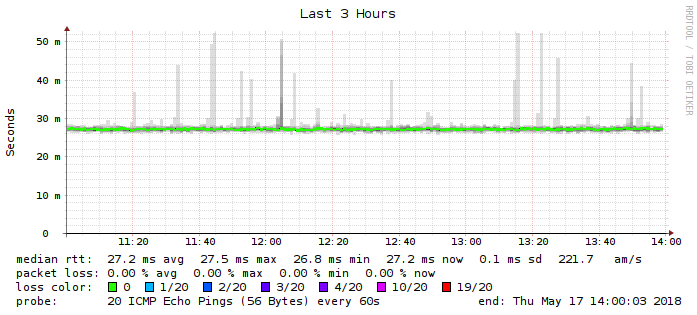 Last 3 Hours
RRDTOOL / TOBI OETIKER
Seconds
50 m
40 m
30 m
20 m
10 m
0
11:20 11:40 12:00 12:20 12:40 13:00 13:20 13:40 14:00
median rtt: 27.2 ms avg 27.5 ms max 26.8 ms min 27.2 ms now 0.1 ms sd 221.7 am/s
packet loss: 0.00 % avg 0.00 % max 0.00 % min 0.00 % now
loss color: 0 1/20 2/20 3/20 4/20 10/20 19/20
probe: 20 ICMP Echo Pings (56 Bytes) every 60s end: Thu May 17 14:00:03 2018